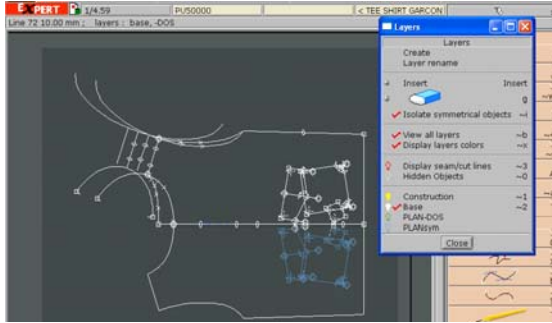 EXPERT 1/4.59 PUS0000 < TEE SHIRT GARCON
Line 72 10.00 mm ; layers : base, -DOS
Layers
Layers
Create
Layer rename
Insert Insert
g
Isolate symmetrical objects ~i
View all layers ~b
Display layers colors ~x
Display seam/cut lines ~3
Hidden Objects ~0
Construction ~1
Base ~2
PLAN-DOS
PLANsym
Close